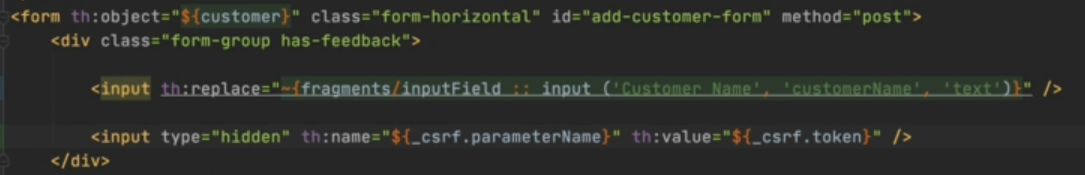 <form th:object="${customer}" class="form-horizontal" id="add-customer-form" method="post">
<div class="form-group has-feedback">
<input th:replace="~{fragments/inputField :: input ('Customer Name', 'customerName', 'text')}" />
<input type="hidden" th:name="${_csrf.parameterName}" th:value="${_csrf.token}" />
</div>